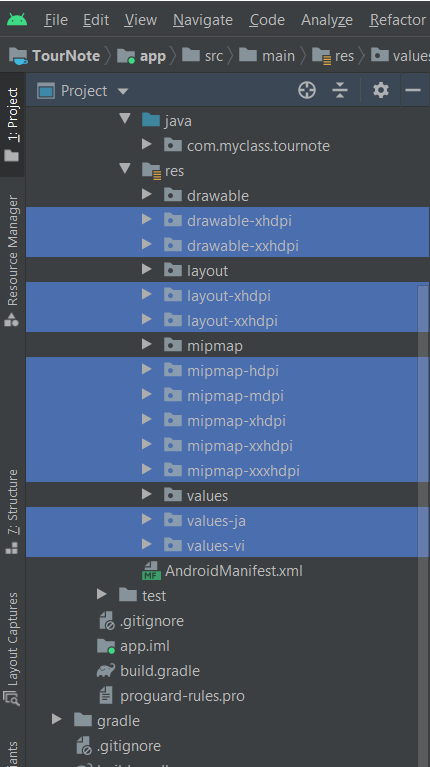 File Edit View Navigate Code Analyze Refactor
TourNote app src main res values
1: Project
Project
java
com.myclass.tournote
res
drawable
drawable-xhdpi
drawable-xxhdpi
Resource Manager
layout
layout-xhdpi
layout-xxhdpi
mipmap
mipmap-hdpi
mipmap-mdpi
mipmap-xhdpi
mipmap-xxhdpi
mipmap-xxxhdpi
7: Structure
values
values-ja
values-vi
MF AndroidManifest.xml
test
Layout Captures
.gitignore
app.iml
build.gradle
proguard-rules.pro
gradle
.gitignore